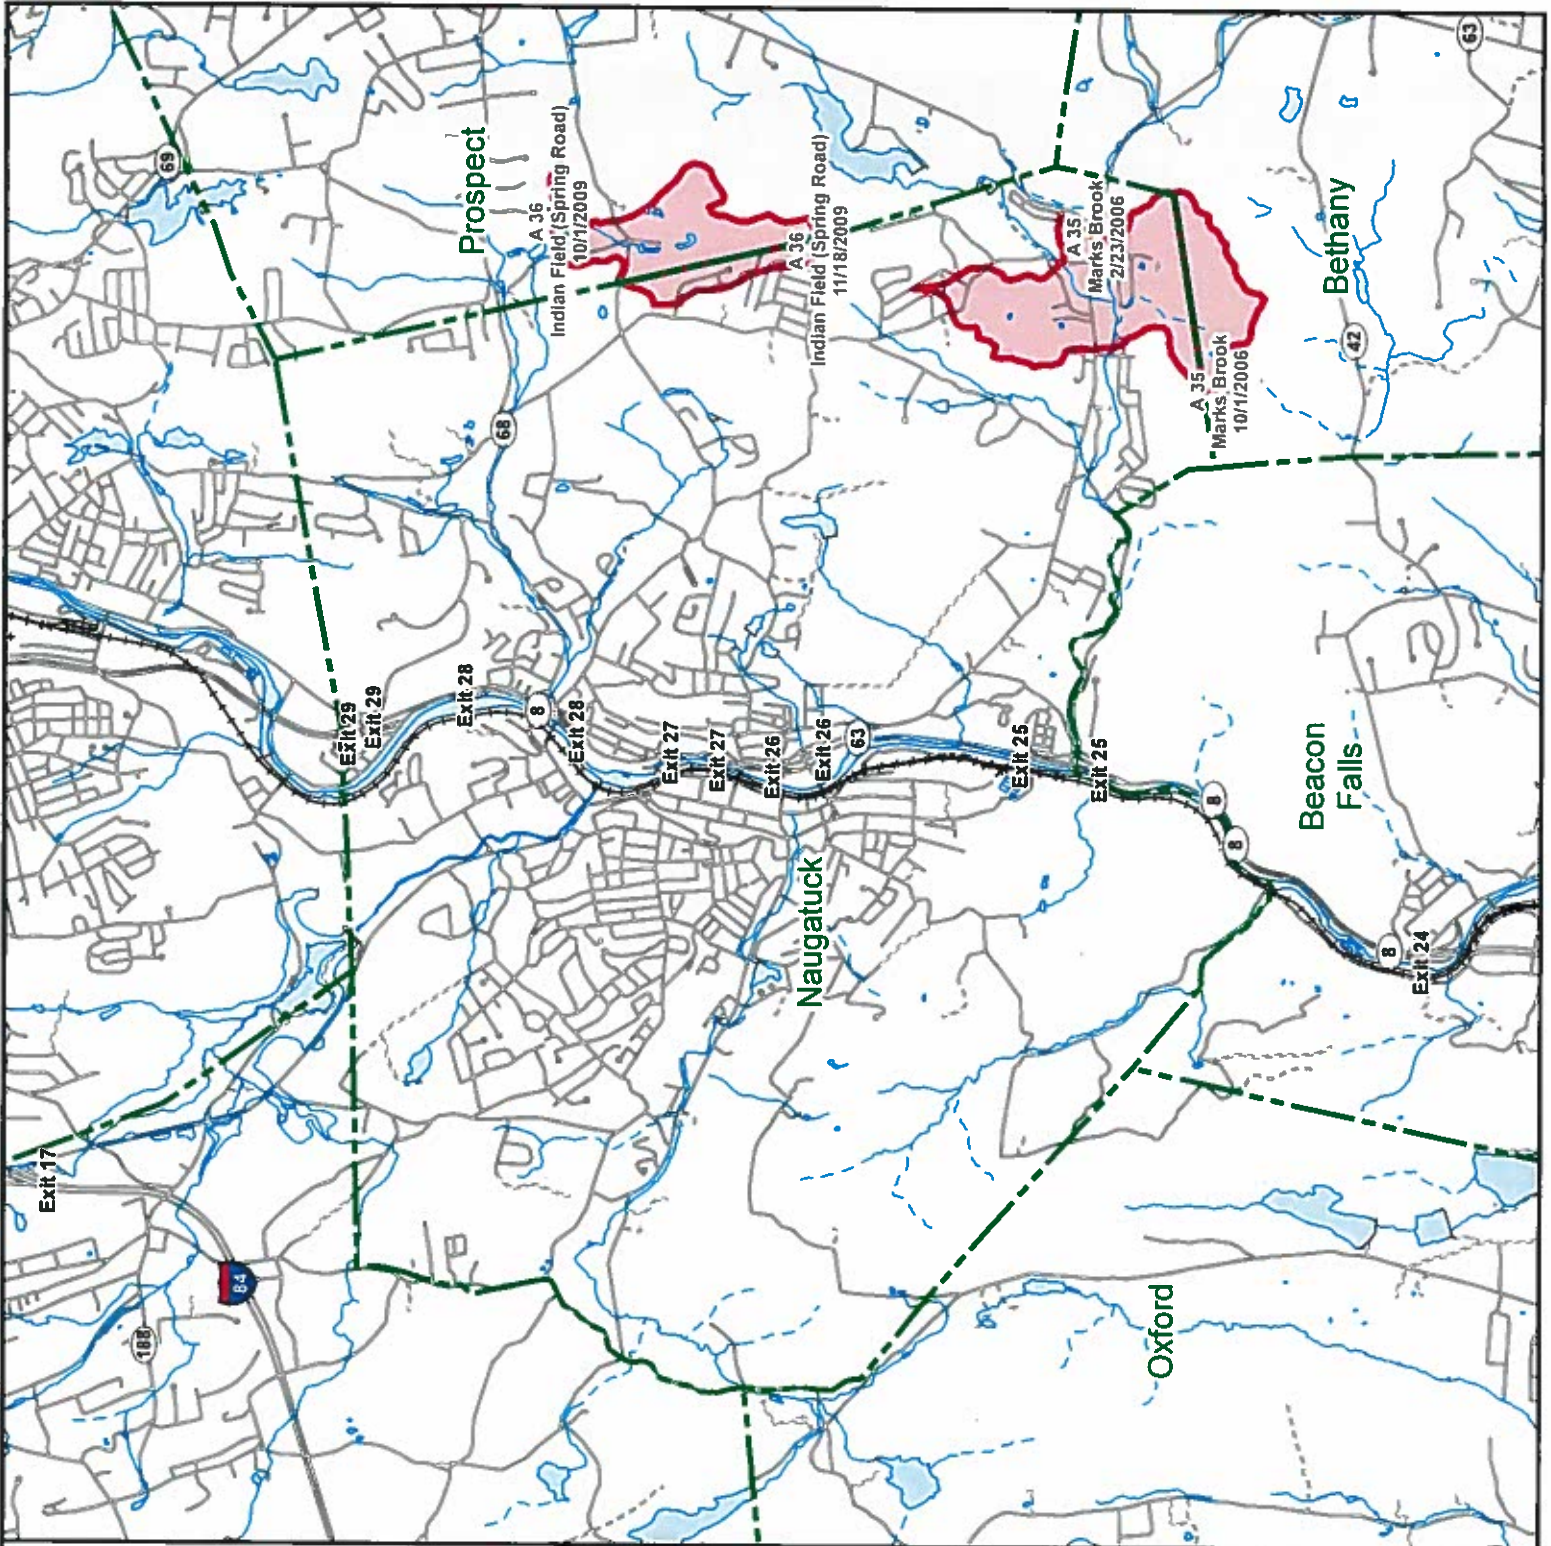 69
Prospect
A 36
Indian Field (Spring Road)
10/1/2009
A 36
Indian Field (Spring Road)
11/18/2009
A 35
Marks Brook
2/23/2006
A 35
Marks Brook
10/1/2006
Bethany
63
42
68
Exit 29
Exit 29
Exit 28
8
Exit 28
Exit 27
Exit 27
Exit 26
Exit 26
63
Exit 25
Exit 25
8
8
Beacon
Falls
8
Exit 24
Naugatuck
Exit 17
84
188
Oxford